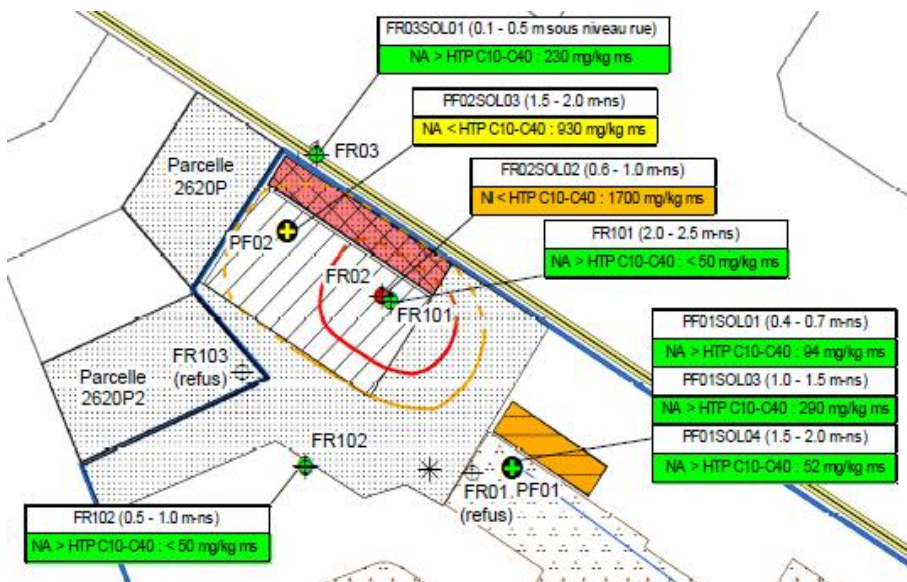 FR03SOL01 (0.1 - 0.5 m sous niveau rue)
NA > HTP C10-C40 : 230 mg/kg ms
PF02SOL03 (1.5 - 2.0 m-ns)
NA < HTP C10-C40 : 930 mg/kg ms
FR02SOL02 (0.6 - 1.0 m-ns)
NI < HTP C10-C40 : 1700 mg/kg ms
FR101 (2.0 - 2.5 m-ns)
NA > HTP C10-C40 : < 50 mg/kg ms
PF01SOL01 (0.4 - 0.7 m-ns)
NA > HTP C10-C40 : 94 mg/kg ms
PF01SOL03 (1.0 - 1.5 m-ns)
NA > HTP C10-C40 : 290 mg/kg ms
PF01SOL04 (1.5 - 2.0 m-ns)
NA > HTP C10-C40 : 52 mg/kg ms
FR03
Parcelle
2620P
PF02
FR02
FR101
FR103
(refus)
Parcelle
2620P2
FR102
FR01
(refus)
PF01
FR102 (0.5 - 1.0 m-ns)
NA > HTP C10-C40 : < 50 mg/kg ms